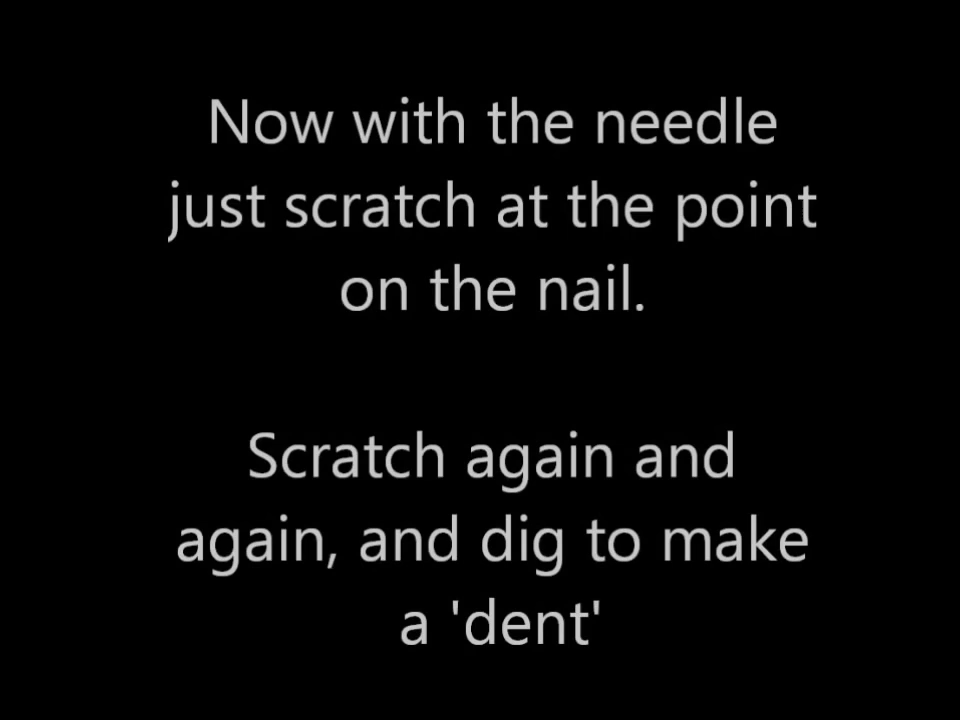 Now with the needle
just scratch at the point
on the nail.
Scratch again and
again, and dig to make
a 'dent'